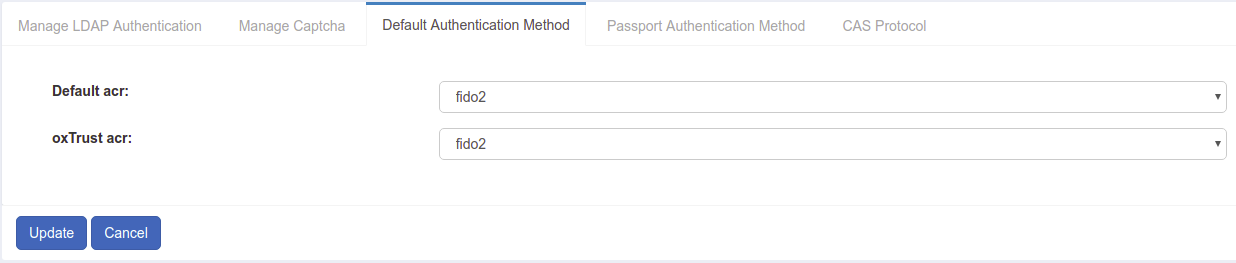 Manage LDAP Authentication Manage Captcha Default Authentication Method Passport Authentication Method CAS Protocol
Default acr: fido2
oxTrust acr: fido2
Update Cancel